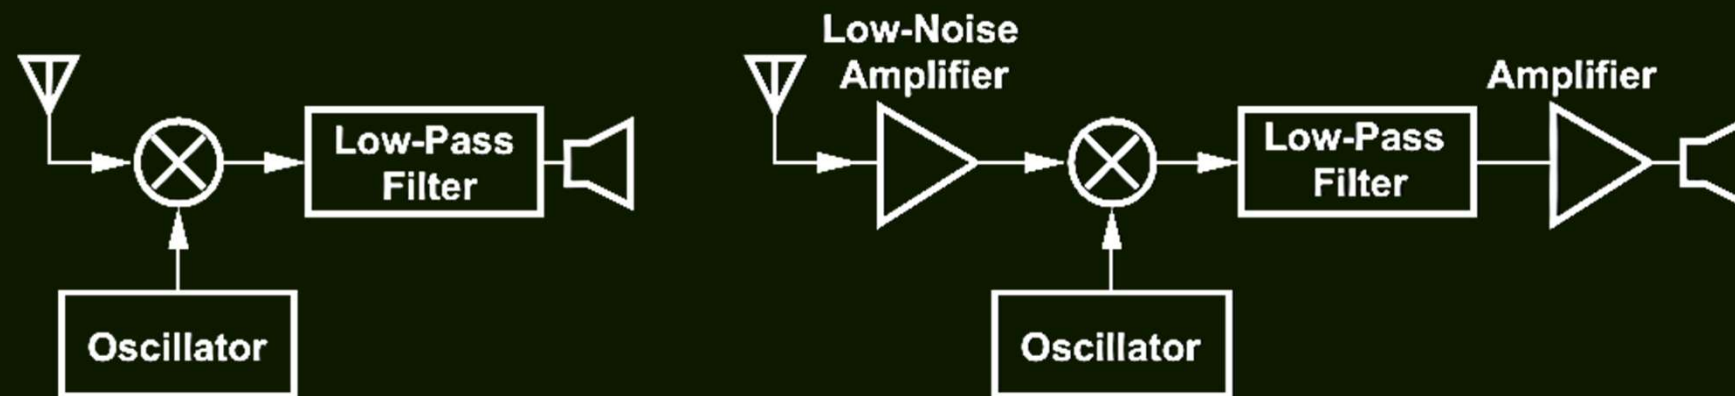 Low-Pass
Filter
Oscillator
Low-Noise
Amplifier
Low-Pass
Filter
Amplifier
Oscillator